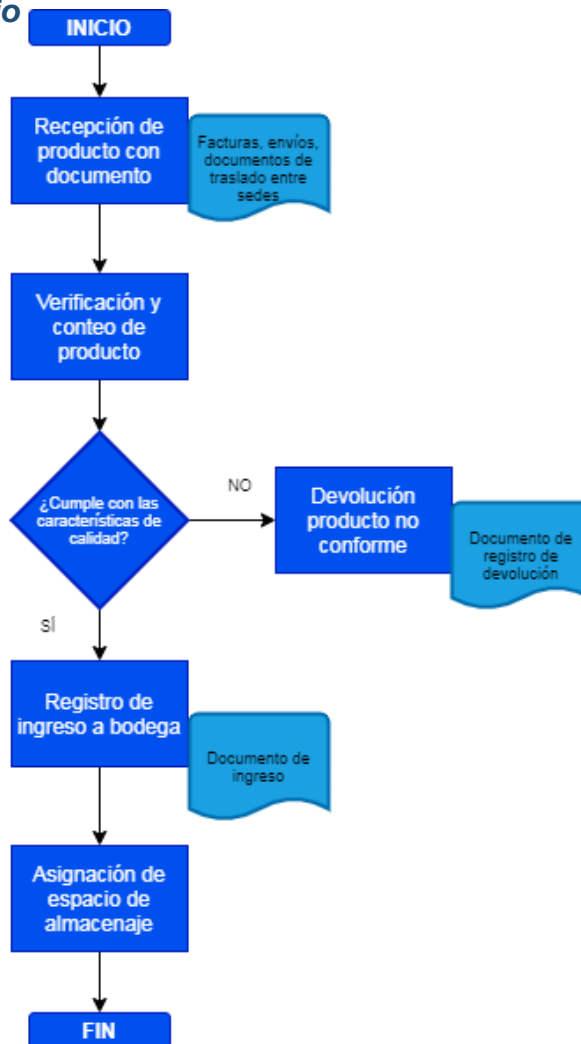 io
INICIO
Recepción de
producto con
documento
Facturas, envíos,
documentos de
traslado entre
sedes
Verificación y
conteo de
producto
¿Cumple con las
características de
calidad?
NO
Devolución
producto no
conforme
Documento de
registro de
devolución
SÍ
Registro de
ingreso a bodega
Documento de
ingreso
Asignación de
espacio de
almacenaje
FIN